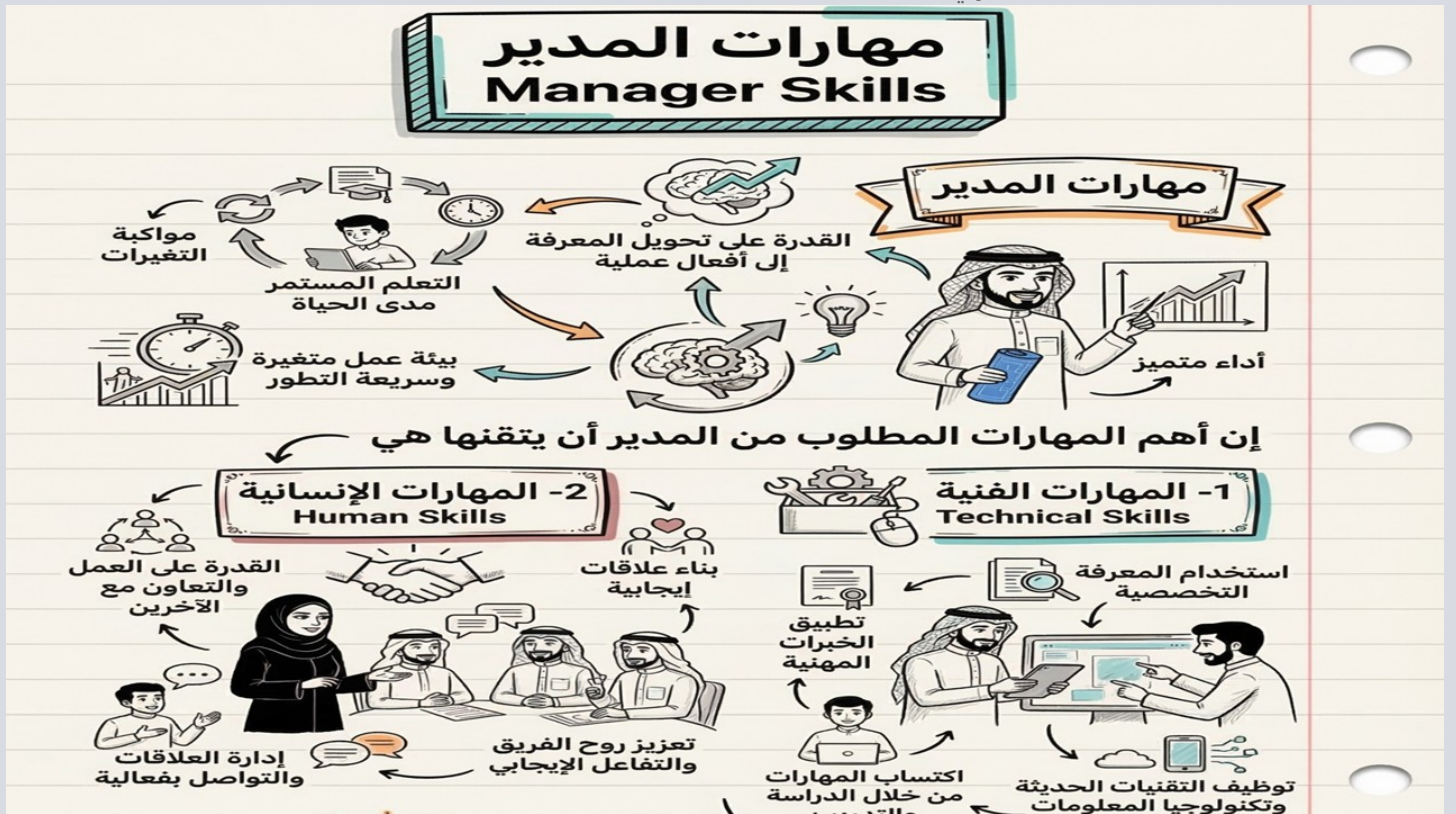 مهارات المدير
Manager Skills
مهارات المدير
القدرة على تحويل المعرفة
إلى أفعال عملية
التعلم المستمر
مدى الحياة
مواكبة
التغيرات
أداء متميز
بيئة عمل متغيرة
وسريعة التطور
إن أهم المهارات المطلوب من المدير أن يتقنها هي
1- المهارات الفنية
Technical Skills
استخدام المعرفة
التخصصية
تطبيق
الخبرات
المهنية
توظيف التقنيات الحديثة
وتكنولوجيا المعلومات
اكتساب المهارات
من خلال الدراسة
2- المهارات الإنسانية
Human Skills
بناء علاقات
إيجابية
القدرة على العمل
والتعاون مع
الآخرين
تعزيز روح الفريق
والتفاعل الإيجابي
إدارة العلاقات
والتواصل بفعالية